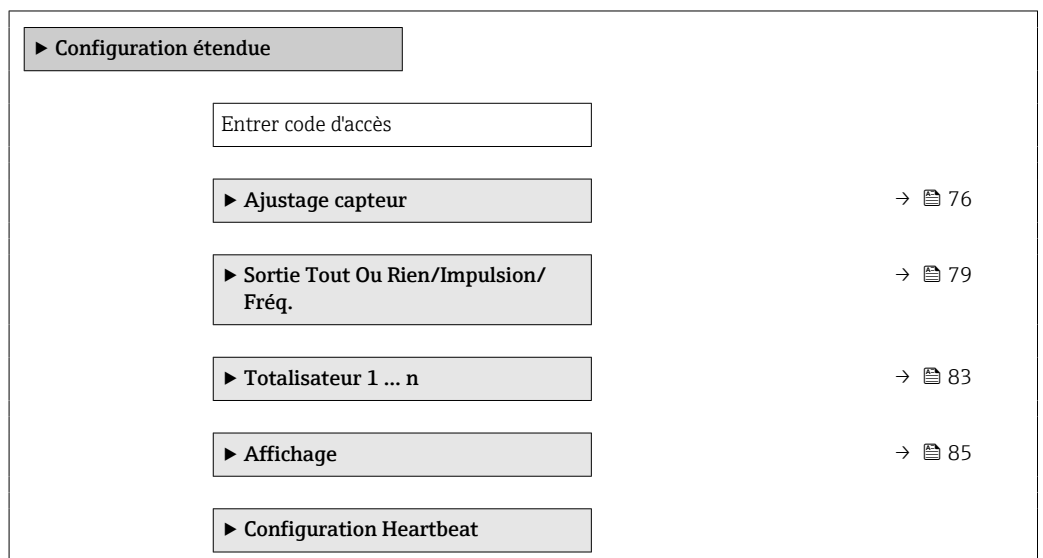 ► Configuration étendue
Entrer code d'accès
► Ajustage capteur → 76
► Sortie Tout Ou Rien/Impulsion/ → 79
Fréq.
► Totalisateur 1 ... n → 83
► Affichage → 85
► Configuration Heartbeat